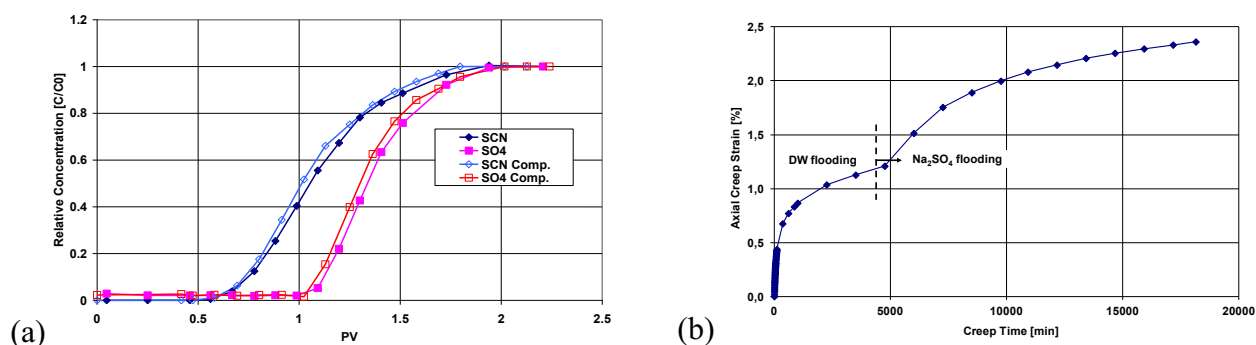 1.2
1
0.8
0.6
0.4
0.2
0
0 0.5 1 1.5 2 2.5
Relative Concentration [C/C0]
PV
SCN
SO4
SCN Comp.
SO4 Comp.
(a)
2,5
2,0
1,5
1,0
0,5
0,0
0 5000 10000 15000 20000
Axial Creep Strain [%]
Creep Time [min]
DW flooding
Na₂SO₄ flooding
(b)